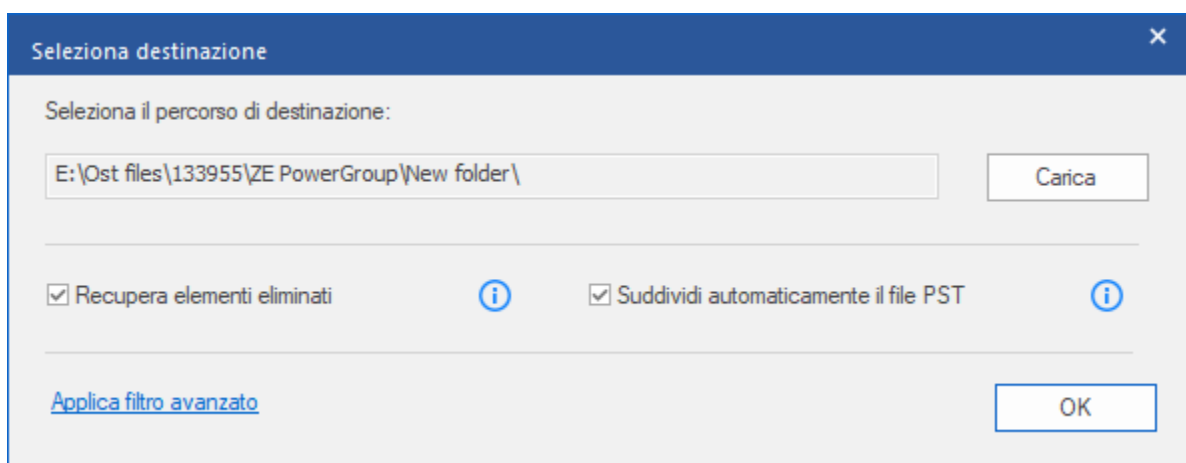 Seleziona destinazione
Seleziona il percorso di destinazione:
E:\Ost files\133955\ZE PowerGroup\New folder\
Carica
Recupera elementi eliminati
Suddividi automaticamente il file PST
Applica filtro avanzato
OK